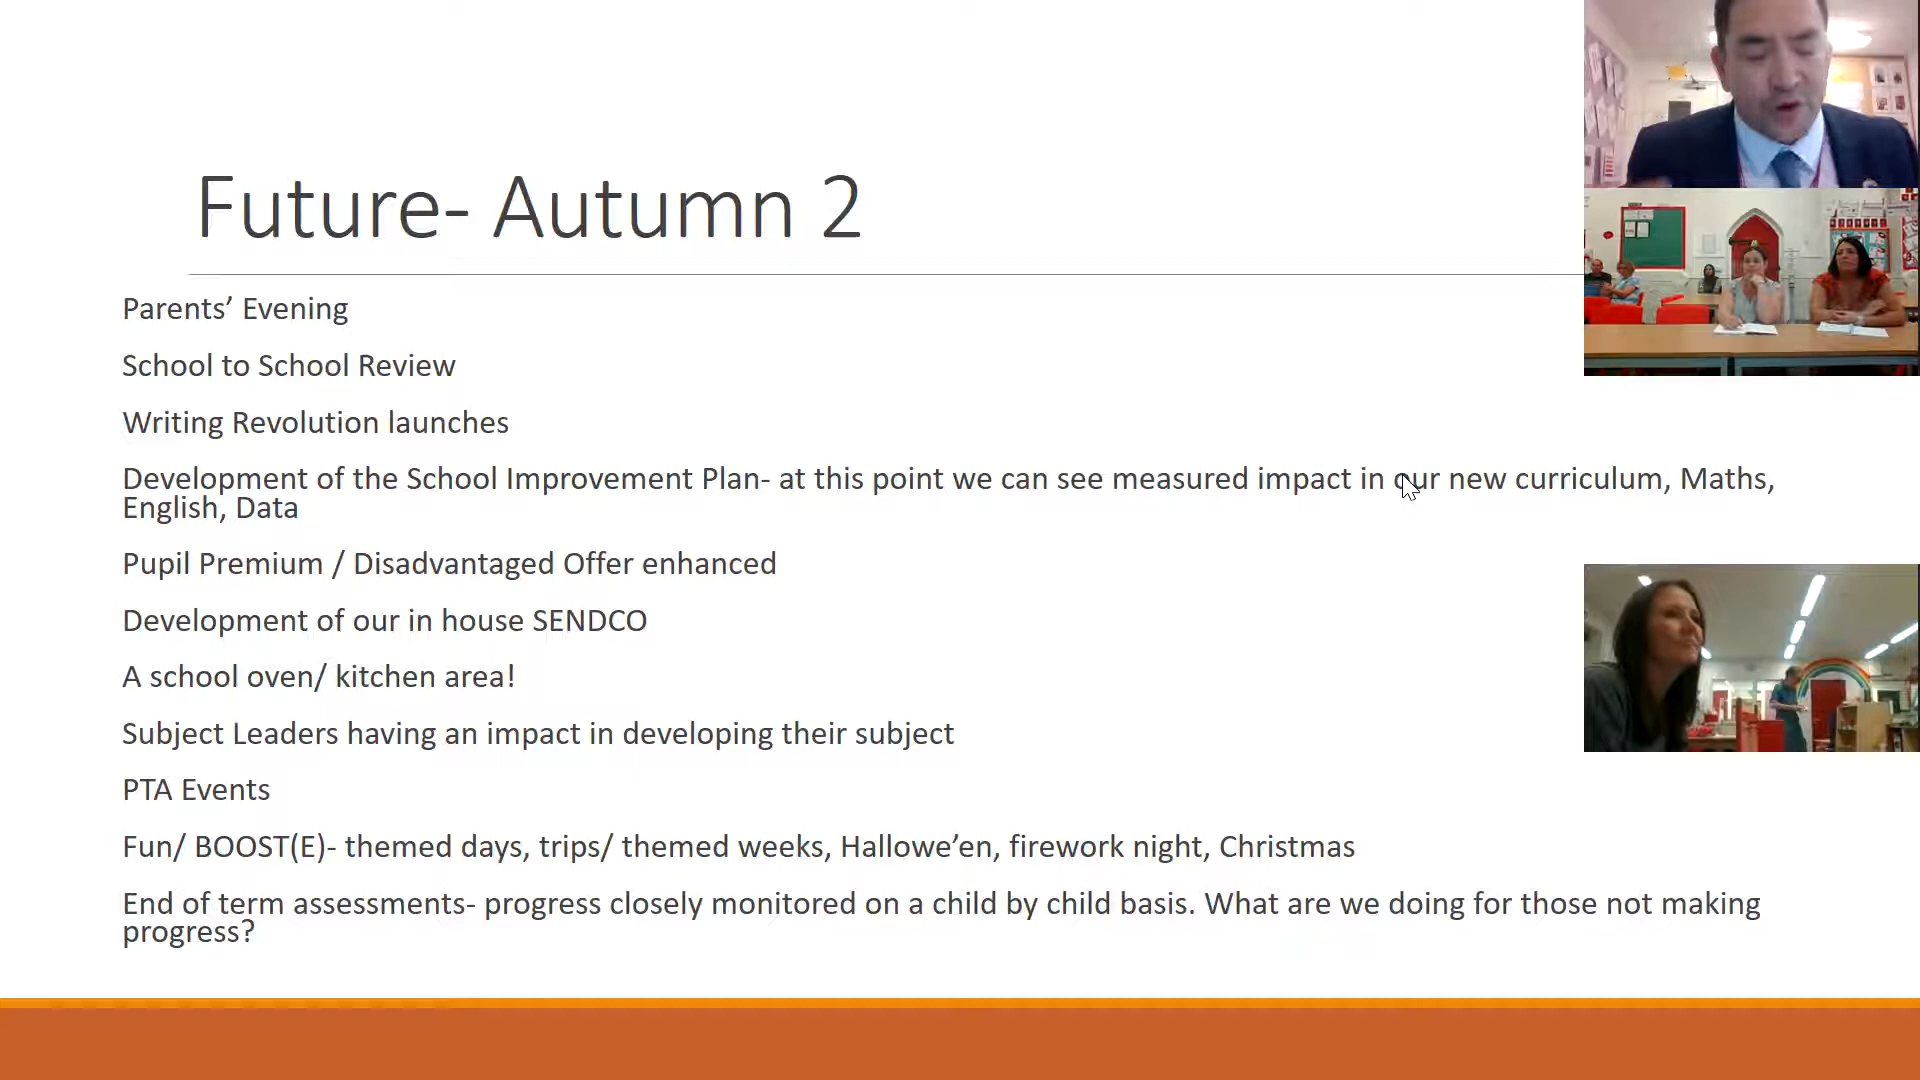 Future- Autumn 2
Parents’ Evening
School to School Review
Writing Revolution launches
Development of the School Improvement Plan- at this point we can see measured impact in our new curriculum, Maths,
English, Data
Pupil Premium / Disadvantaged Offer enhanced
Development of our in house SENDCO
A school oven/ kitchen area!
Subject Leaders having an impact in developing their subject
PTA Events
Fun/ BOOST(E)- themed days, trips/ themed weeks, Hallowe’en, firework night, Christmas
End of term assessments- progress closely monitored on a child by child basis. What are we doing for those not making
progress?